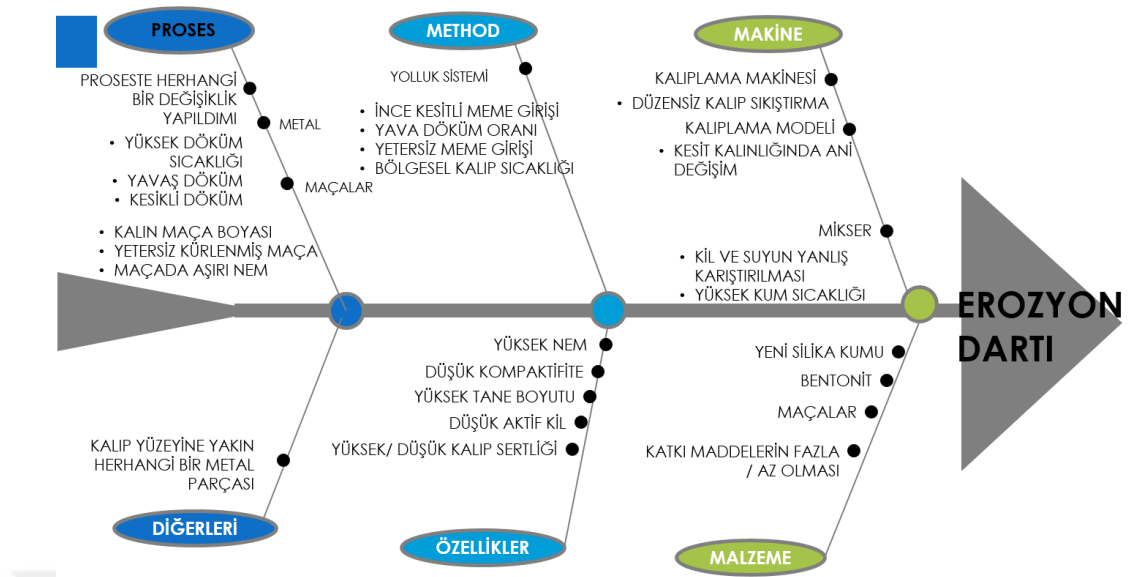 PROSES
PROSESTE HERHANGİ
BİR DEĞİŞİKLİK
YAPILDIMI
METAL
• YÜKSEK DÖKÜM
SICAKLIĞI
• YAVAŞ DÖKÜM
• KESİKLİ DÖKÜM
MAÇALAR
• KALIN MAÇA BOYASI
• YETERSİZ KÜRLENMİŞ MAÇA
• MAÇADA AŞIRI NEM
METHOD
YOLLUK SİSTEMİ
• İNCE KESİTLİ MEME GİRİŞİ
• YAVA DÖKÜM ORANI
• YETERSİZ MEME GİRİŞİ
• BÖLGESEL KALIP SICAKLIĞI
MAKİNE
KALIPLAMA MAKİNESİ
• DÜZENSİZ KALIP SIKIŞTIRMA
KALIPLAMA MODELİ
• KESİT KALINLIĞINDA ANİ
DEĞİŞİM
MİKSER
• KİL VE SUYUN YANLIŞ
KARIŞTIRILMASI
• YÜKSEK KUM SICAKLIĞI
EROZYON
DARTI
KALIP YÜZEYİNE YAKIN
HERHANGİ BİR METAL
PARÇASI
DİĞERLERİ
YÜKSEK NEM
DÜŞÜK KOMPAKTİFİTE
YÜKSEK TANE BOYUTU
DÜŞÜK AKTİF KİL
YÜKSEK/ DÜŞÜK KALIP SERTLİĞİ
ÖZELLİKLER
YENİ SİLİKA KUMU
BENTONİT
MAÇALAR
KATKI MADDELERİN FAZLA
/ AZ OLMASI
MALZEME